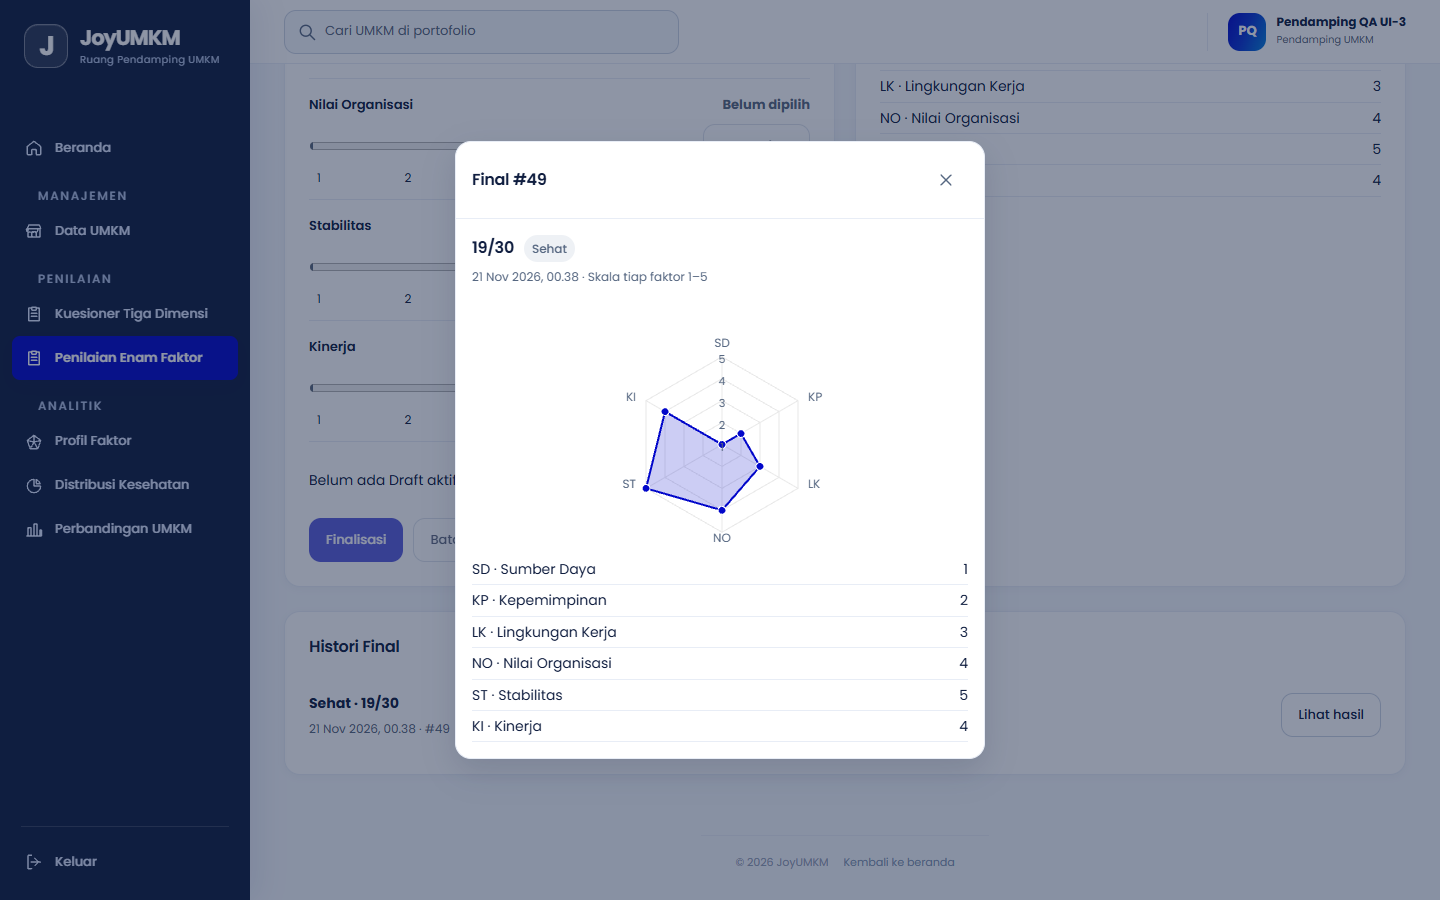 J
JoyUMKM
Ruang Pendamping UMKM
Beranda
MANAJEMEN
Data UMKM
PENILAIAN
Kuesioner Tiga Dimensi
Penilaian Enam Faktor
ANALITIK
Profil Faktor
Distribusi Kesehatan
Perbandingan UMKM
Keluar
Cari UMKM di portofolio
PQ
Pendamping QA UI-3
Pendamping UMKM
Nilai Organisasi
Belum dipilih
1 2
Stabilitas
1 2
Kinerja
1 2
Belum ada Draft aktif
Finalisasi
LK · Lingkungan Kerja 3
NO · Nilai Organisasi 4
5
4
Final #49
19/30 Sehat
21 Nov 2026, 00.38 · Skala tiap faktor 1–5
SD
5
KI
4
KP
3
2
ST
LK
NO
SD · Sumber Daya 1
KP · Kepemimpinan 2
LK · Lingkungan Kerja 3
NO · Nilai Organisasi 4
ST · Stabilitas 5
KI · Kinerja 4
Histori Final
Sehat · 19/30
21 Nov 2026, 00.38 · #49
Lihat hasil
© 2026 JoyUMKM Kembali ke beranda